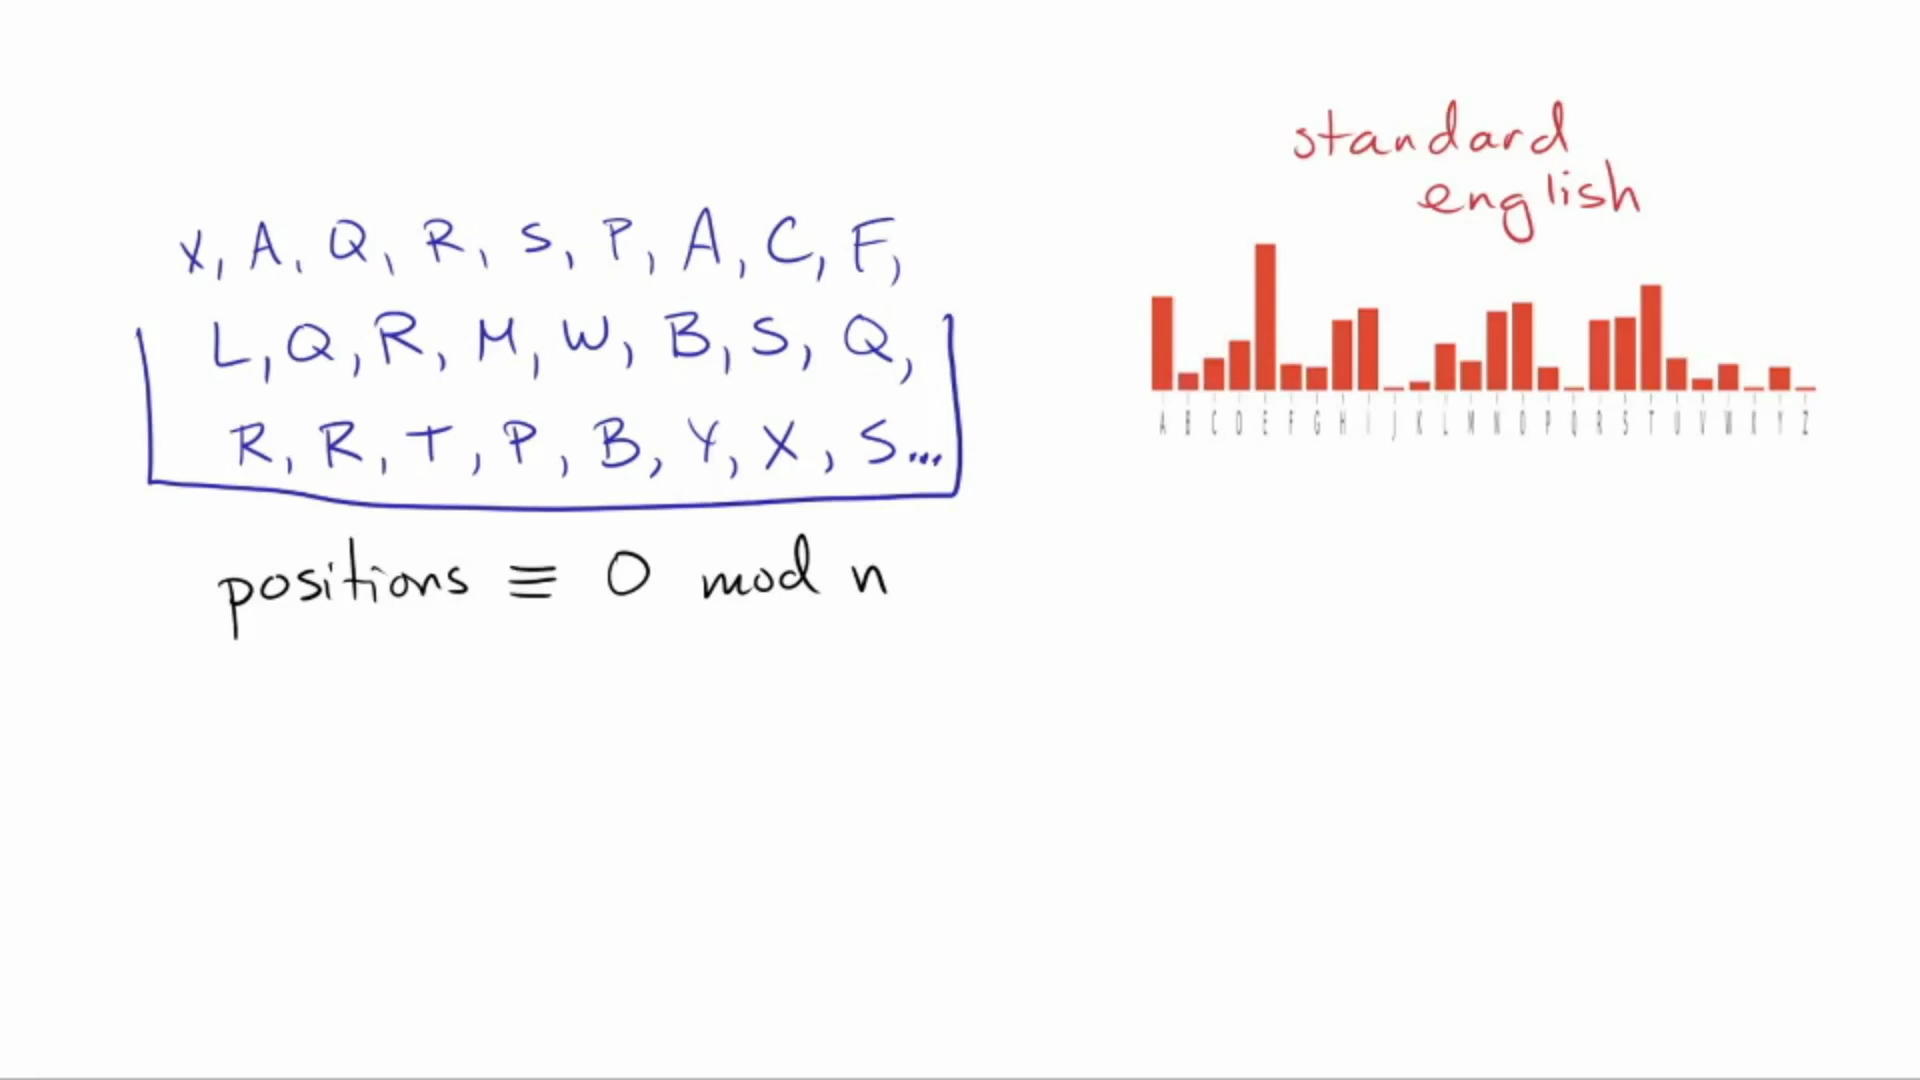 X, A, Q, R, S, P, A, C, F,
L, Q, R, M, W, B, S, Q,
R, R, T, P, B, Y, X, S...
positions ≡ 0 mod n
standard
english
A B C D E F G H I J K L M N O P Q R S T U V W X Y Z